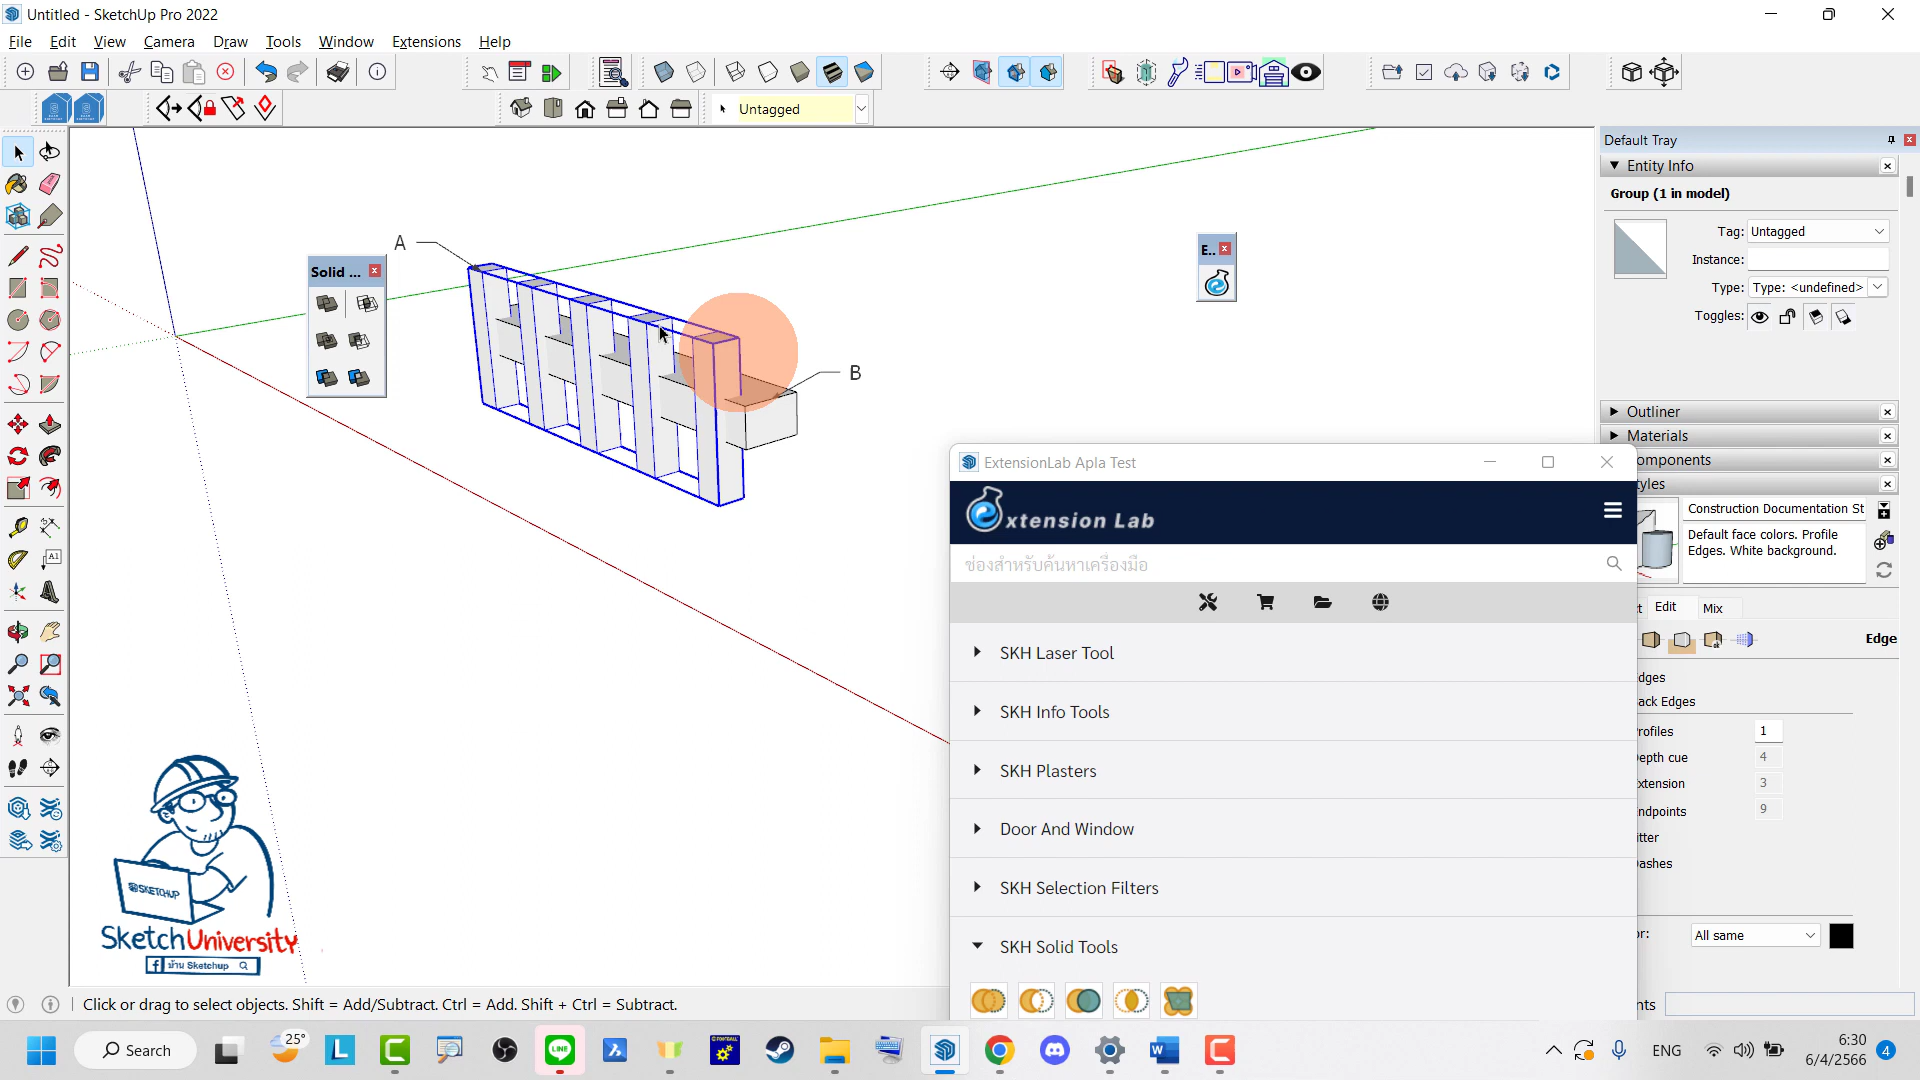 Untitled - SketchUp Pro 2022
File Edit View Camera Draw Tools Window Extensions Help
Untagged
Default Tray
Entity Info
Group (1 in model)
Tag: Untagged
Instance:
Type: Type: <undefined>
Toggles:
A
Solid ...
E..
B
Outliner
Materials
omponents
tyles
Construction Documentation St
Default face colors. Profile
Edges. White background.
ct Edit Mix
Edge
dges
ack Edges
rofiles 1
epth cue 4
xtension 3
ndpoints 9
itter
ashes
or: All same
ExtensionLab Apla Test
xtension Lab
ช่องสำหรับค้นหาเครื่องมือ
SKH Laser Tool
SKH Info Tools
SKH Plasters
Door And Window
SKH Selection Filters
SKH Solid Tools
A1
SKETCHUP
SketchUniversity
f บ้าน Sketchup
Click or drag to select objects. Shift = Add/Subtract. Ctrl = Add. Shift + Ctrl = Subtract.
nts
Search
25°
ENG
6:30
6/4/2566
4